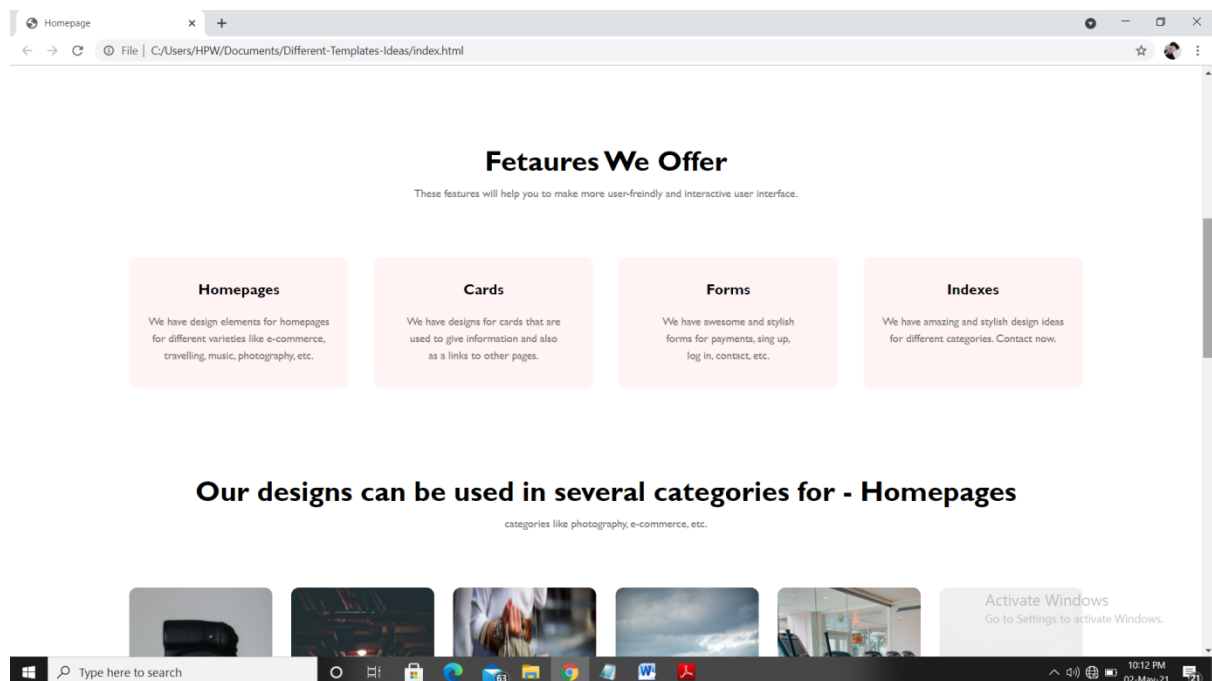 Homepage
File | C:/Users/HPW/Documents/Different-Templates-Ideas/index.html
Fetaures We Offer
These features will help you to make more user-freindly and interactive user interface.
Homepages
We have design elements for homepages
for different varieties like e-commerce,
travelling, music, photography, etc.
Cards
We have designs for cards that are
used to give information and also
as a links to other pages.
Forms
We have awesome and stylish
forms for payments, sing up,
log in, contact, etc.
Indexes
We have amazing and stylish design ideas
for different categories. Contact now.
Our designs can be used in several categories for - Homepages
categories like photography, e-commerce, etc.
Activate Windows
Go to Settings to activate Windows.
Type here to search
63
W
10:12 PM
02-May-21
21